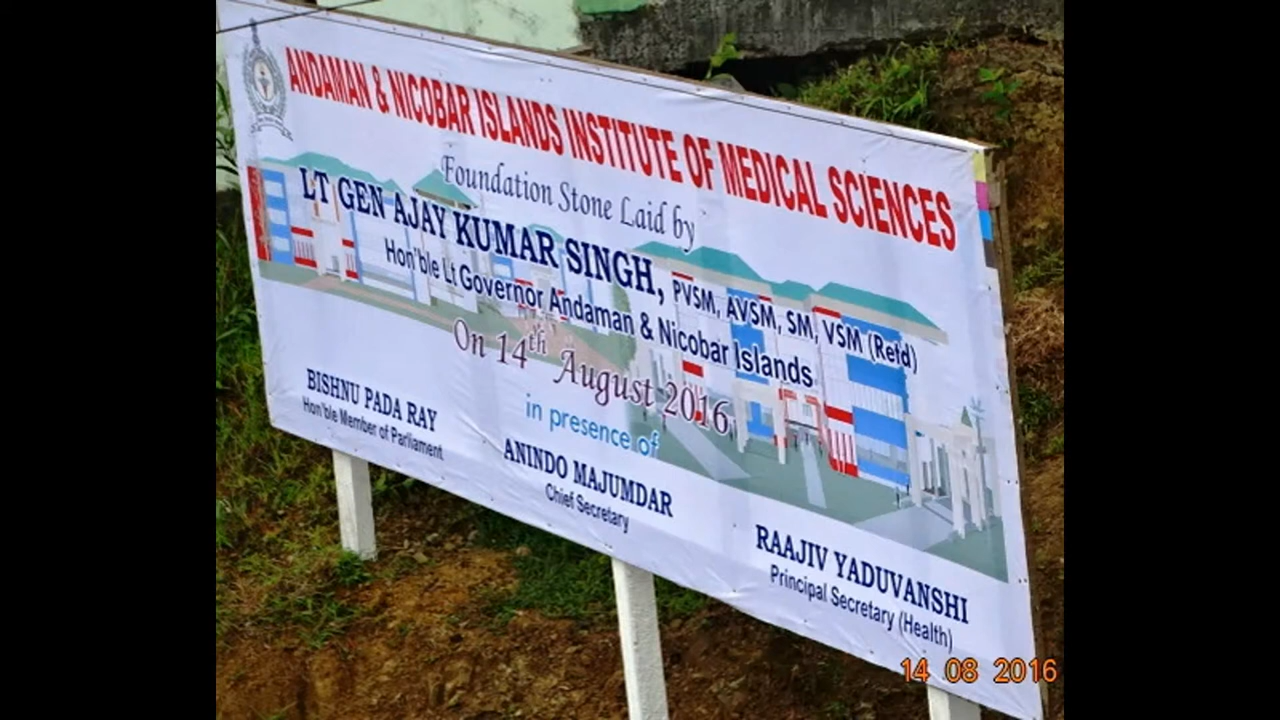 ANDAMAN & NICOBAR ISLANDS INSTITUTE OF MEDICAL SCIENCES
Foundation Stone Laid by
LT GEN AJAY KUMAR SINGH, PVSM, AVSM, SM, VSM (Retd)
Hon'ble Lt Governor Andaman & Nicobar Islands
On 14th August 2016
in presence of
BISHNU PADA RAY
Hon'ble Member of Parliament
ANINDO MAJUMDAR
Chief Secretary
RAAJIV YADUVANSHI
Principal Secretary (Health)
14 08 2016